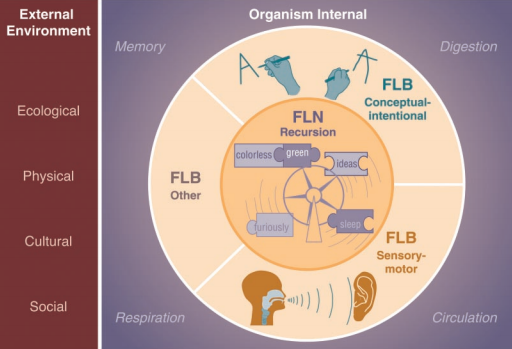 External
Environment
Ecological
Physical
Cultural
Social
Organism Internal
Memory
Digestion
A
A
FLB
Conceptual-
intentional
FLN
Recursion
colorless
green
ideas
FLB
Other
furiously
sleep
FLB
Sensory-
motor
Respiration
Circulation